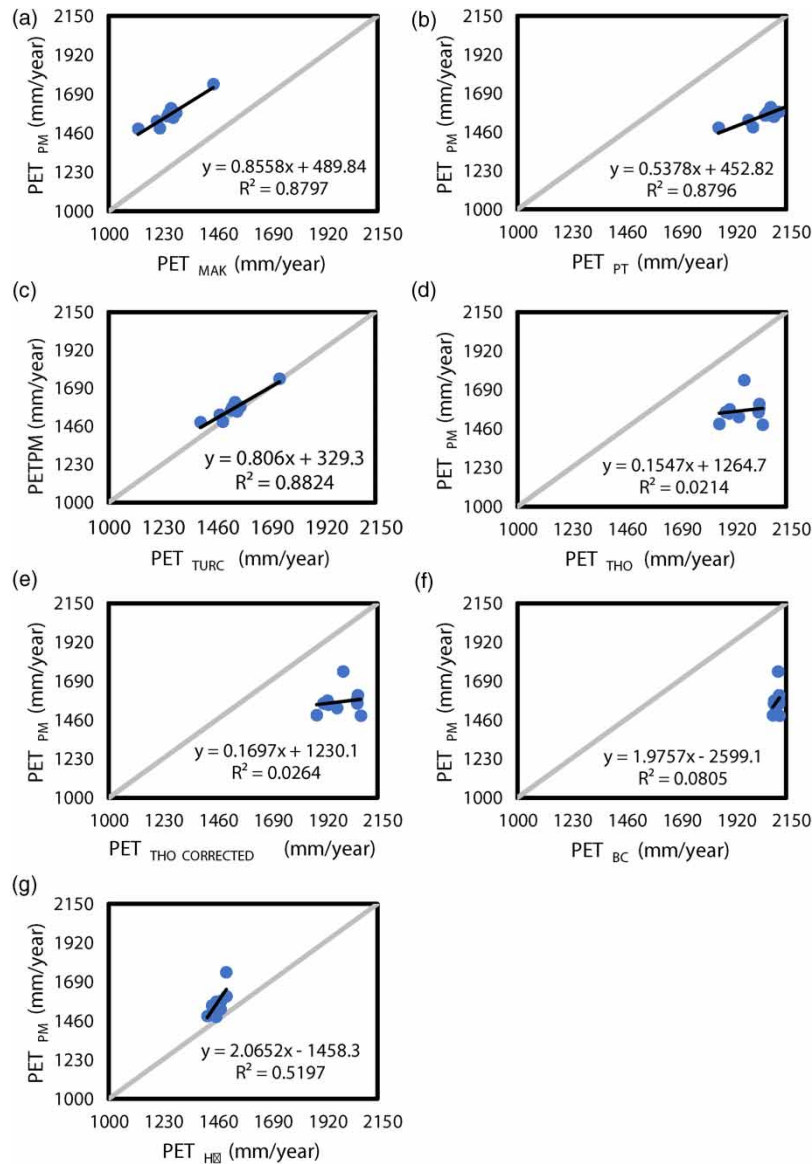 (a)
2150
1920
1690
1460
1230
1000
PET PM (mm/year)
y = 0.8558x + 489.84
R² = 0.8797
1000 1230 1460 1690 1920 2150
PET MAK (mm/year)
(b)
2150
1920
1690
1460
1230
1000
PET PM (mm/year)
y = 0.5378x + 452.82
R² = 0.8796
1000 1230 1460 1690 1920 2150
PET PT (mm/year)
(c)
2150
1920
1690
1460
1230
1000
PETPM (mm/year)
y = 0.806x + 329.3
R² = 0.8824
1000 1230 1460 1690 1920 2150
PET TURC (mm/year)
(d)
2150
1920
1690
1460
1230
1000
PET PM (mm/year)
y = 0.1547x + 1264.7
R² = 0.0214
1000 1230 1460 1690 1920 2150
PET THO (mm/year)
(e)
2150
1920
1690
1460
1230
1000
PET PM (mm/year)
y = 0.1697x + 1230.1
R² = 0.0264
1000 1230 1460 1690 1920 2150
PET THO CORRECTED (mm/year)
(f)
2150
1920
1690
1460
1230
1000
PET PM (mm/year)
y = 1.9757x - 2599.1
R² = 0.0805
1000 1230 1460 1690 1920 2150
PET BC (mm/year)
(g)
2150
1920
1690
1460
1230
1000
PET PM (mm/year)
y = 2.0652x - 1458.3
R² = 0.5197
1000 1230 1460 1690 1920 2150
PET (mm/year)